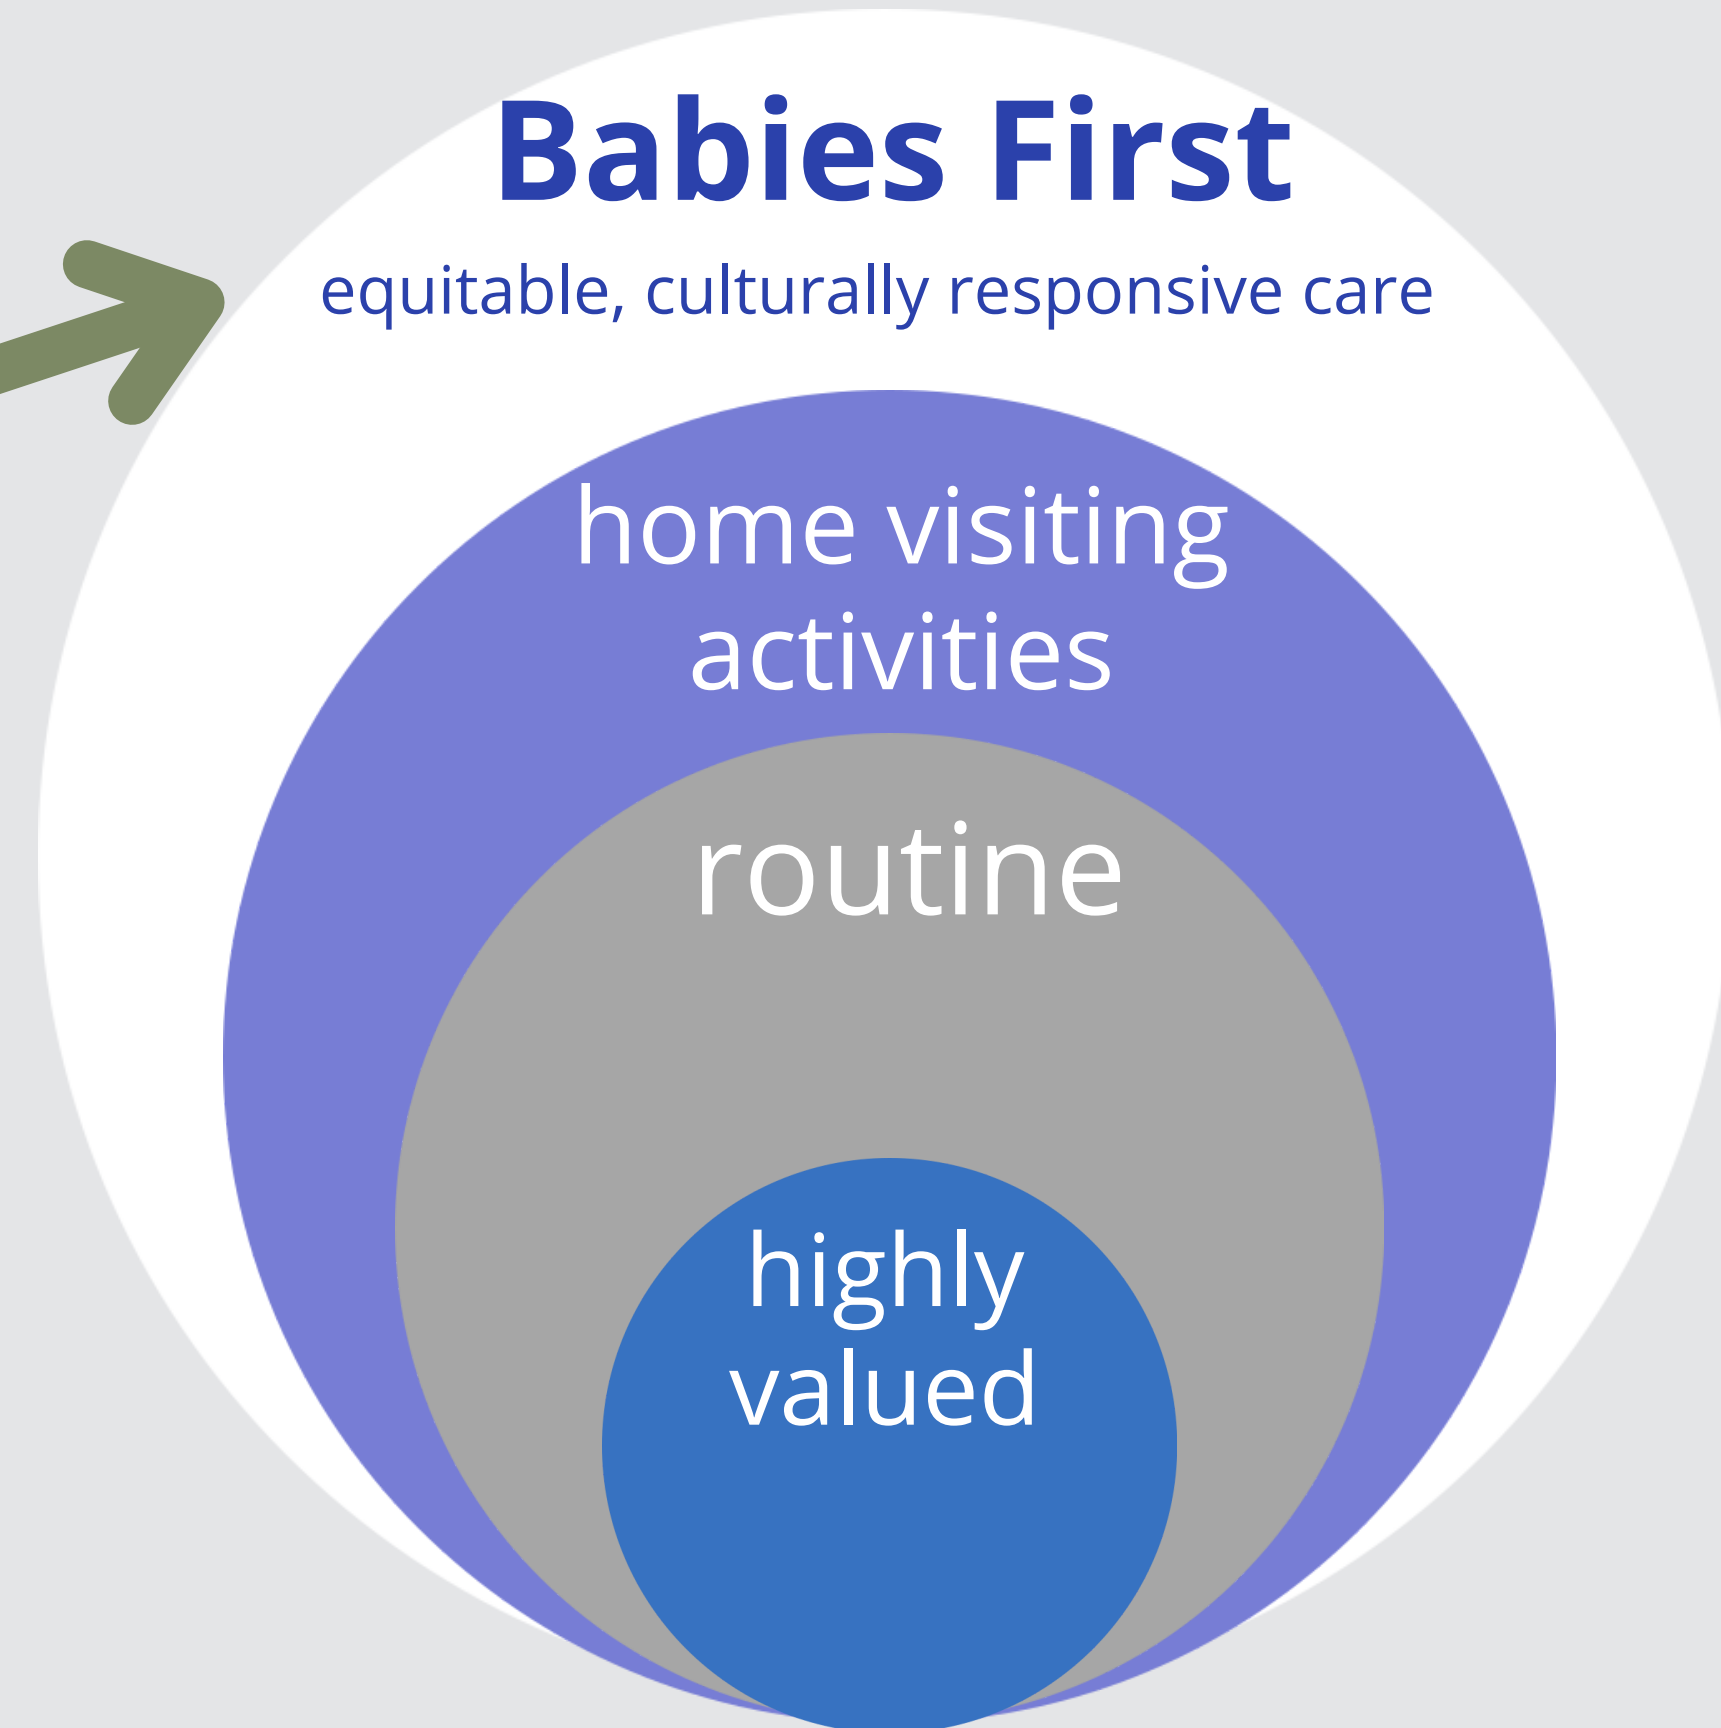 Babies First
equitable, culturally responsive care
home visiting
activities
routine
highly
valued